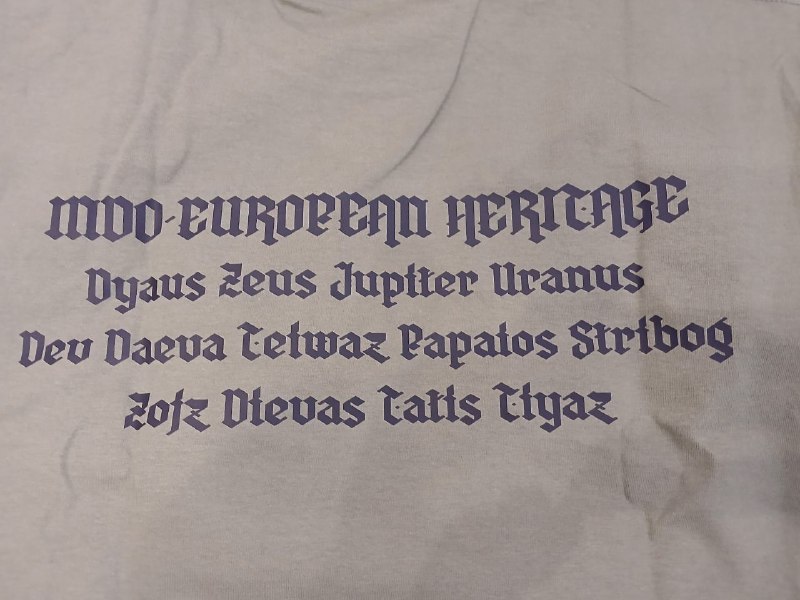 INDO-EUROPEAN HERITAGE
Dyaus Zeus Jupiter Uranus
Dev Daeva Teiwaz Papaios Stribog
Zojz Dievas Tatis Tiyaz